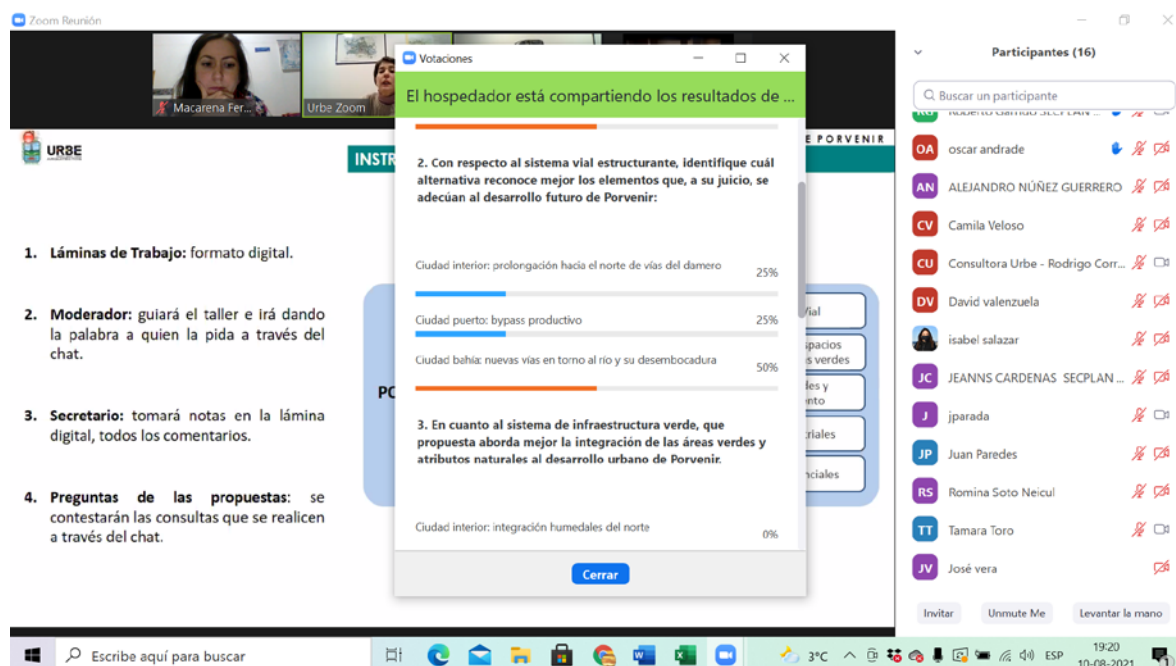 Zoom Reunión
Macarena Fer...
Urbe Zoom
URBE
INSTR
E PORVENIR
1. Láminas de Trabajo: formato digital.
2. Moderador: guiará el taller e irá dando
la palabra a quien la pida a través del
chat.
3. Secretario: tomará notas en la lámina
digital, todos los comentarios.
4. Preguntas de las propuestas: se
contestarán las consultas que se realicen
a través del chat.
PO
Vial
spacios
s verdes
des y
nto
triales
nciales
Votaciones
El hospedador está compartiendo los resultados de ...
2. Con respecto al sistema vial estructurante, identifique cuál
alternativa reconoce mejor los elementos que, a su juicio, se
adecúan al desarrollo futuro de Porvenir:
Ciudad interior: prolongación hacia el norte de vías del damero
25%
Ciudad puerto: bypass productivo
25%
Ciudad bahía: nuevas vías en torno al río y su desembocadura
50%
3. En cuanto al sistema de infraestructura verde, que
propuesta aborda mejor la integración de las áreas verdes y
atributos naturales al desarrollo urbano de Porvenir.
Ciudad interior: integración humedales del norte
0%
Cerrar
Participantes (16)
Buscar un participante
OA oscar andrade
AN ALEJANDRO NÚÑEZ GUERRERO
CV Camila Veloso
CU Consultora Urbe - Rodrigo Corr...
DV David valenzuela
isabel salazar
JC JEANNS CARDENAS SECPLAN ...
J jparada
JP Juan Paredes
RS Romina Soto Neicul
TT Tamara Toro
JV José vera
Invitar
Unmute Me
Levantar la mano
Escribe aquí para buscar
3°C
ESP
19:20
10-08-2021